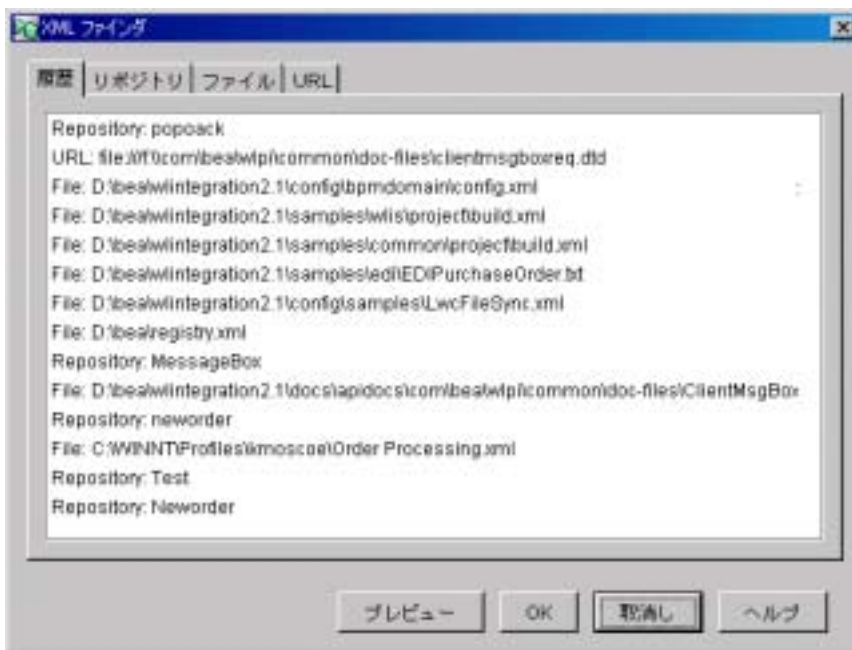 XML ファインダ
履歴 リポジトリ ファイル URL
Repository: popoack
URL: file:/// com\bea\wlpi\common\doc-files\clientmsgboxreq.dtd
File: D:\bea\wlintegration2.1\config\bpmdomain\config.xml
File: D:\bea\wlintegration2.1\samples\wlis\project\build.xml
File: D:\bea\wlintegration2.1\samples\common\project\build.xml
File: D:\bea\wlintegration2.1\samples\edi\EDIPurchaseOrder.txt
File: D:\bea\wlintegration2.1\config\samples\LwcFileSync.xml
File: D:\bea\registry.xml
Repository: MessageBox
File: D:\bea\wlintegration2.1\docs\apidocs\com\bea\wlpi\common\doc-files\ClientMsgBox
Repository: neworder
File: C:\WINNT\Profiles\kmoscoe\Order Processing.xml
Repository: Test
Repository: Neworder
プレビュー OK 取消し ヘルプ